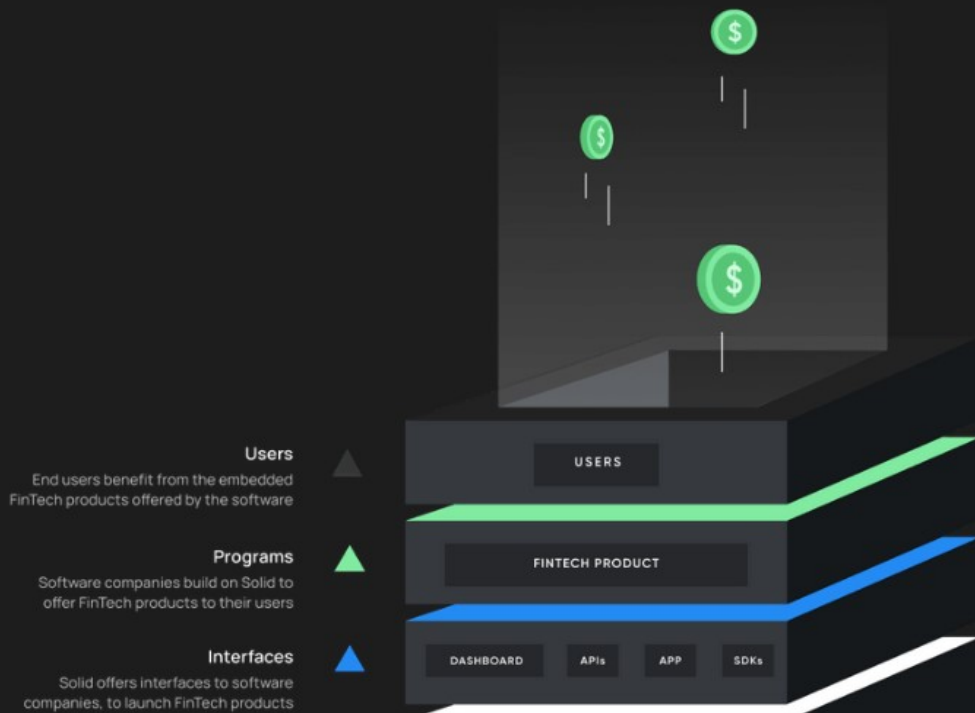 Users
End users benefit from the embedded
FinTech products offered by the software
USERS
Programs
Software companies build on Solid to
offer FinTech products to their users
FINTECH PRODUCT
Interfaces
Solid offers interfaces to software
companies, to launch FinTech products
DASHBOARD
APIs
APP
SDKs
$
$
$